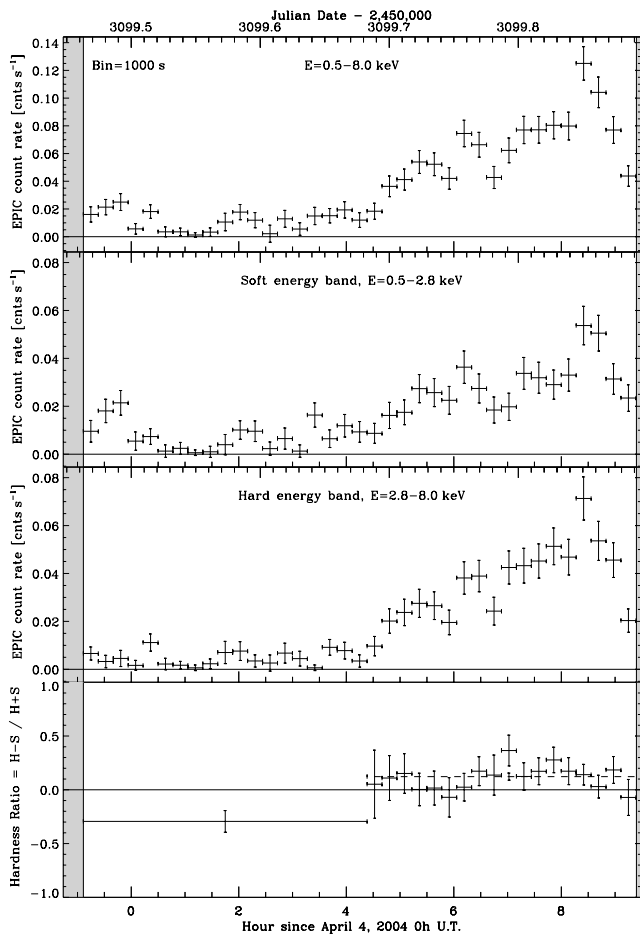 Julian Date − 2,450,000
3099.5 3099.6 3099.7 3099.8
0.14
0.12
0.10
0.08
0.06
0.04
0.02
0.00
EPIC count rate [cnts s⁻¹]
Bin=1000 s E=0.5−8.0 keV
0.08
0.06
0.04
0.02
0.00
EPIC count rate [cnts s⁻¹]
Soft energy band, E=0.5−2.8 keV
0.08
0.06
0.04
0.02
0.00
EPIC count rate [cnts s⁻¹]
Hard energy band, E=2.8−8.0 keV
1.0
0.5
0.0
−0.5
−1.0
Hardness Ratio = H−S / H+S
0 2 4 6 8
Hour since April 4, 2004 0h U.T.